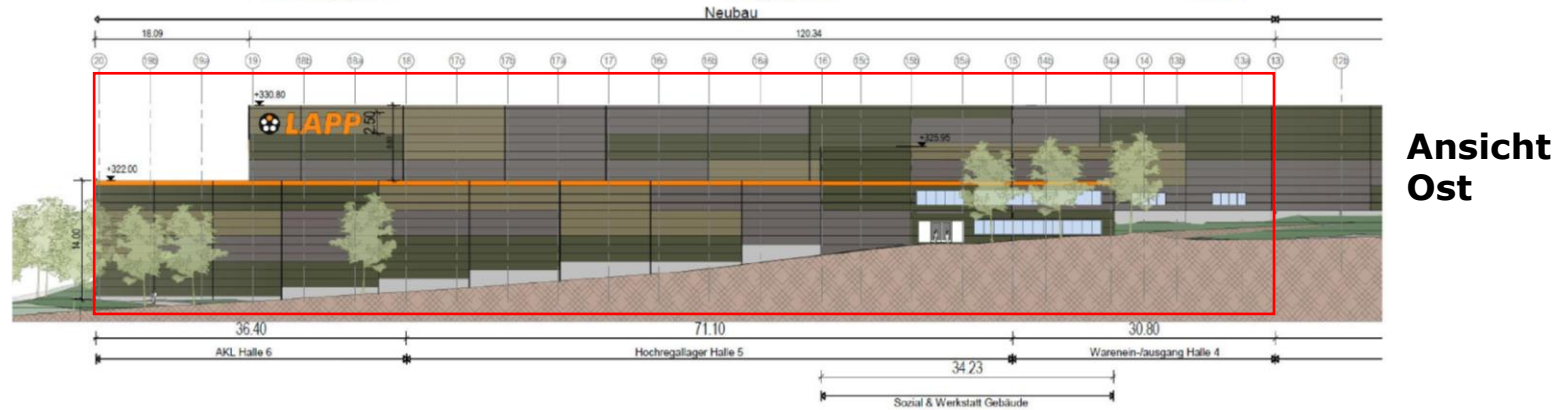 Neubau
18.09
120.34
20 19b 19a 19 18b 18a 18 17c 17b 17a 17 16c 16b 16a 16 15c 15b 15a 15 14b 14a 14 13b 13a 13 12b
+330.80
LAPP
2.50
+325.95
+322.00
Ansicht
Ost
14.00
36.40
71.10
30.80
AKL Halle 6
Hochregallager Halle 5
Warenein-/ausgang Halle 4
34.23
Sozial & Werkstatt Gebäude